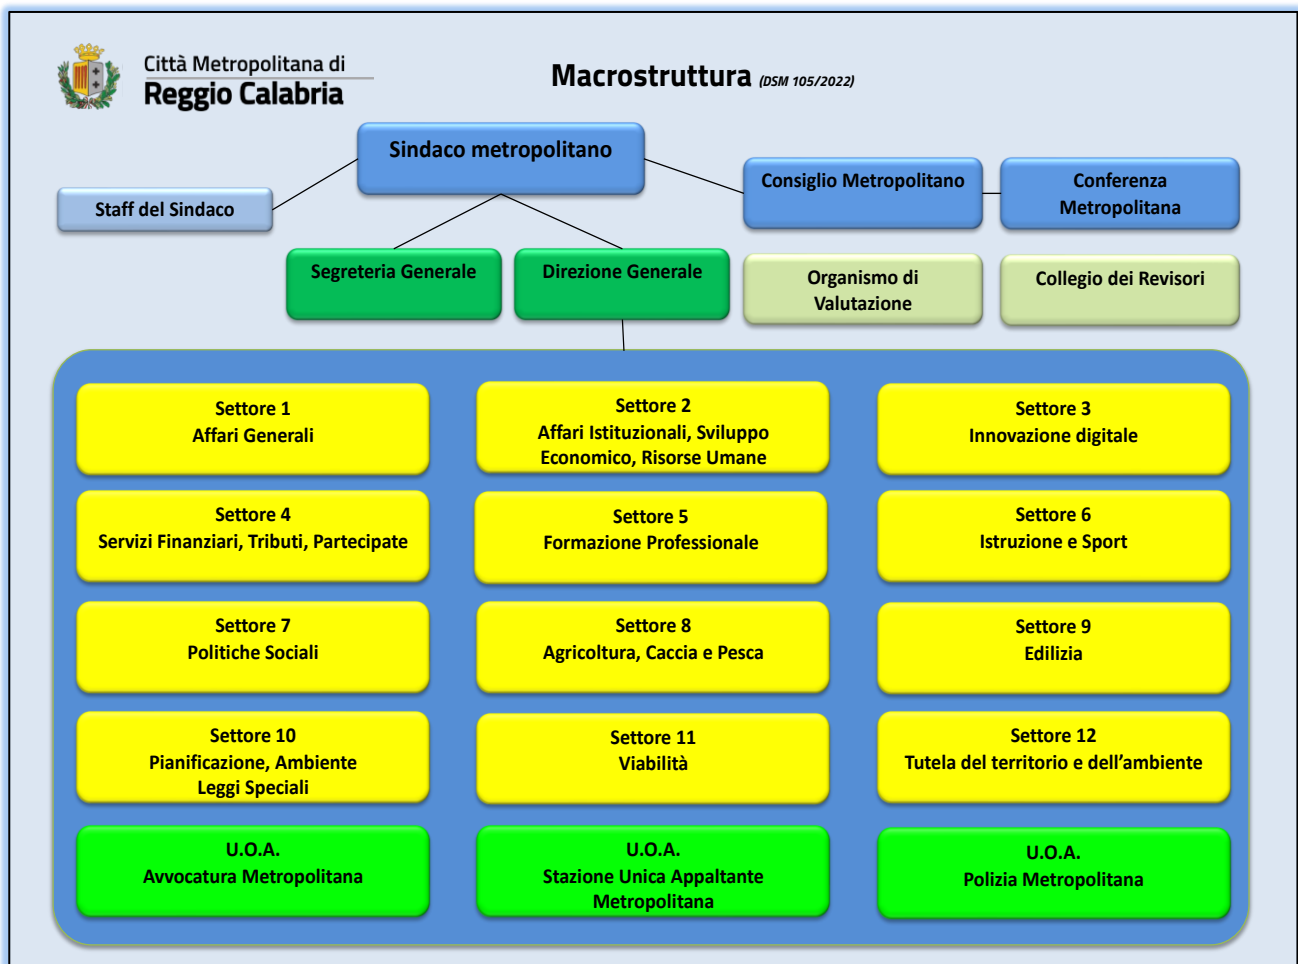 Città Metropolitana di
Reggio Calabria
Macrostruttura (DSM 105/2022)
Sindaco metropolitano
Staff del Sindaco
Consiglio Metropolitano
Conferenza
Metropolitana
Segreteria Generale
Direzione Generale
Organismo di
Valutazione
Collegio dei Revisori
Settore 1
Affari Generali
Settore 2
Affari Istituzionali, Sviluppo
Economico, Risorse Umane
Settore 3
Innovazione digitale
Settore 4
Servizi Finanziari, Tributi, Partecipate
Settore 5
Formazione Professionale
Settore 6
Istruzione e Sport
Settore 7
Politiche Sociali
Settore 8
Agricoltura, Caccia e Pesca
Settore 9
Edilizia
Settore 10
Pianificazione, Ambiente
Leggi Speciali
Settore 11
Viabilità
Settore 12
Tutela del territorio e dell’ambiente
U.O.A.
Avvocatura Metropolitana
U.O.A.
Stazione Unica Appaltante
Metropolitana
U.O.A.
Polizia Metropolitana